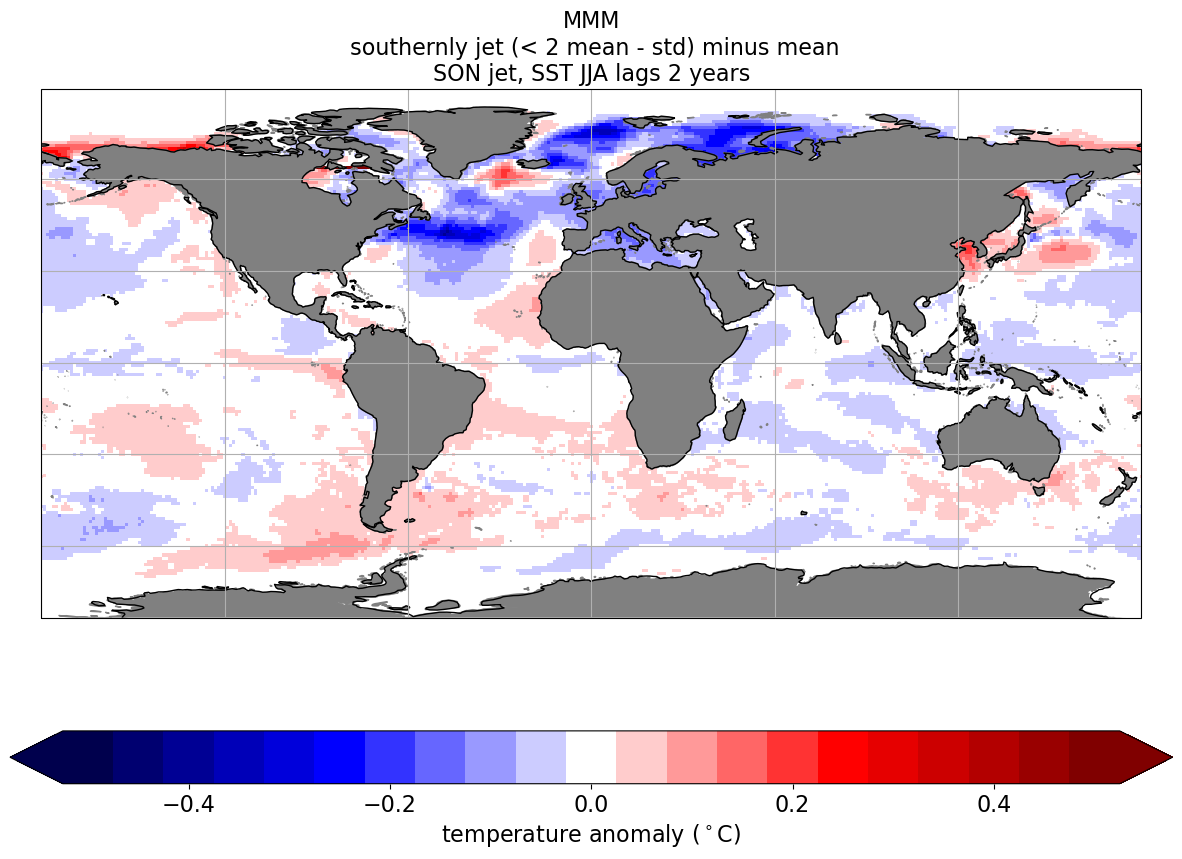 MMM
southernly jet (< 2 mean - std) minus mean
SON jet, SST JJA lags 2 years
−0.4 −0.2 0.0 0.2 0.4
temperature anomaly (°C)